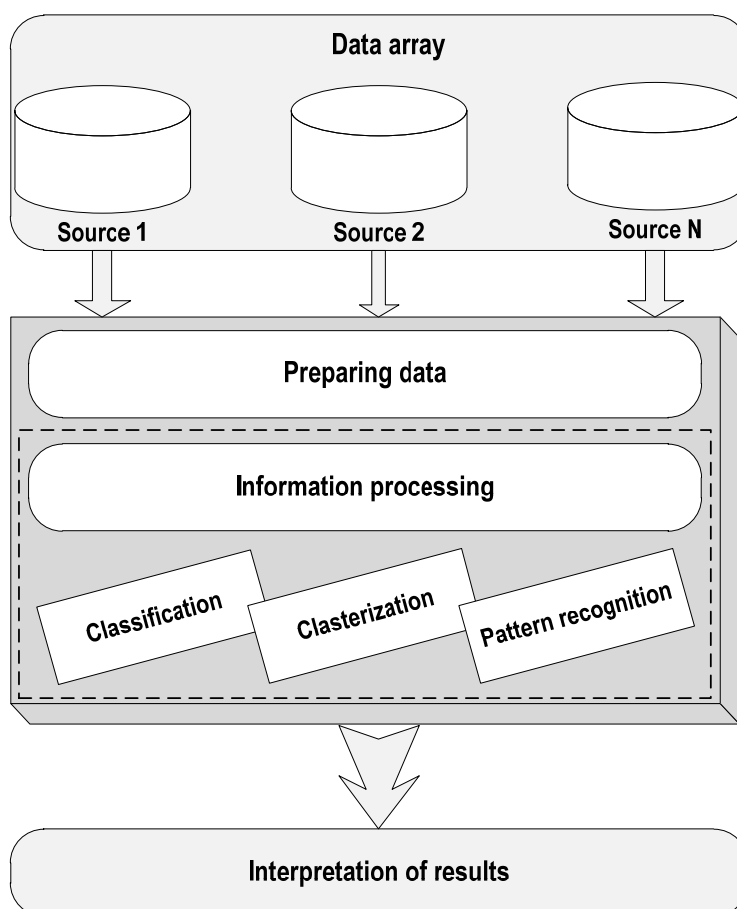 Data array
Source 1
Source 2
Source N
Preparing data
Information processing
Classification
Clasterization
Pattern recognition
Interpretation of results